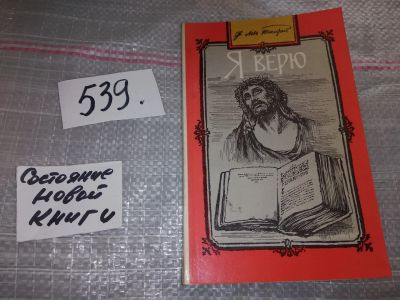 539.
Состояние
новой
книги
Я ВЕРЮ